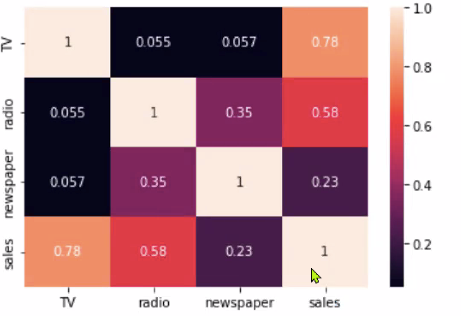 TV 1 0.055 0.057 0.78
radio 0.055 1 0.35 0.58
newspaper 0.057 0.35 1 0.23
sales 0.78 0.58 0.23 1
TV radio newspaper sales
1.0
0.8
0.6
0.4
0.2